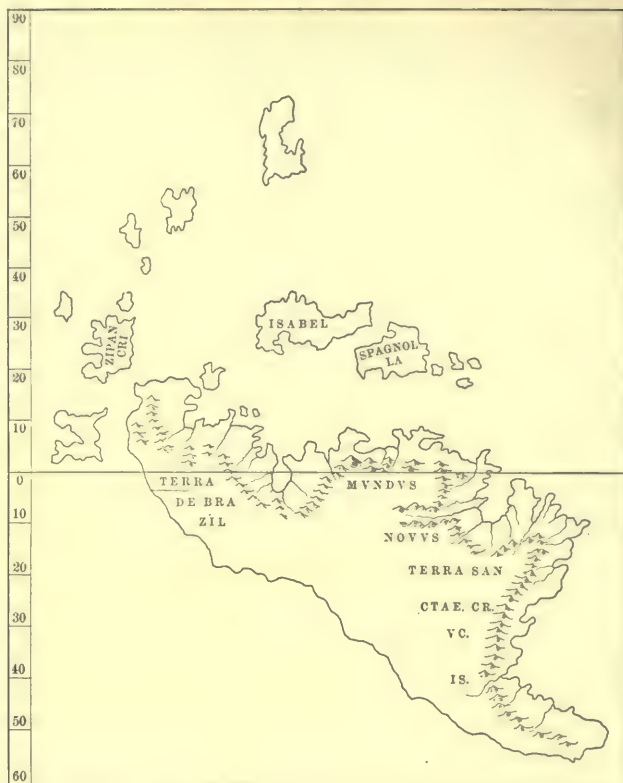 90
80
70
60
50
40
30
20
10
0
10
20
30
40
50
60
ISABEL
ZIPAN
CRI
SPAGNOL
LA
TERRA
DE BRA
ZIL
MVNDVS
NOVVS
TERRA SAN
CTAE. CR.
VC.
IS.